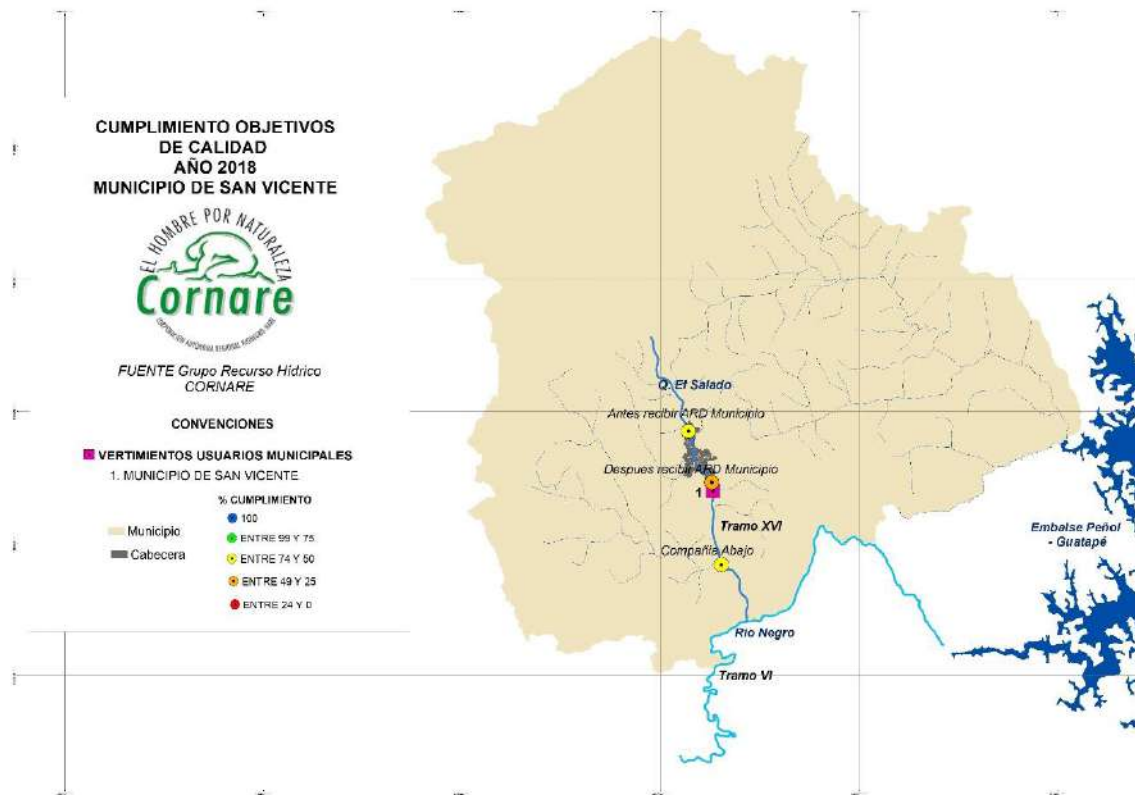 CUMPLIMIENTO OBJETIVOS
DE CALIDAD
AÑO 2018
MUNICIPIO DE SAN VICENTE
EL HOMBRE POR NATURALEZA
Cornare
FUENTE Grupo Recurso Hídrico
CORNARE
CONVENCIONES
VERTIMIENTOS USUARIOS MUNICIPALES
1. MUNICIPIO DE SAN VICENTE
% CUMPLIMIENTO
100
ENTRE 99 Y 75
ENTRE 74 Y 50
ENTRE 49 Y 25
ENTRE 24 Y 0
Municipio
Cabecera
Q. El Salado
Antes recibir ARD Municipio
Despues recibir ARD Municipio
1
Tramo XVI
Compañia Abajo
Rio Negro
Tramo VI
Embalse Peñol
- Guatapé